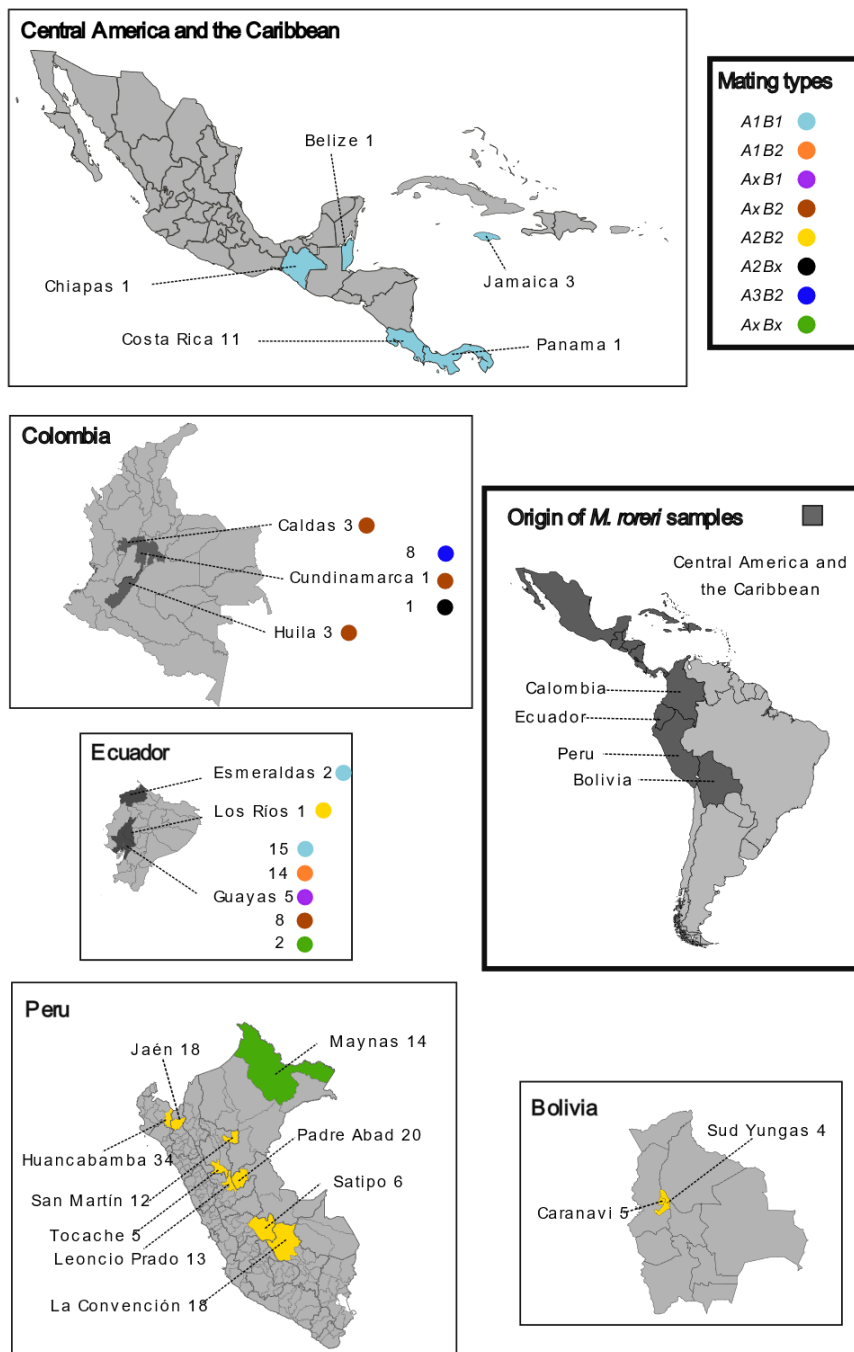 Central America and the Caribbean
Belize 1
Chiapas 1
Jamaica 3
Costa Rica 11
Panama 1
Mating types
A1B1
A1B2
AxB1
AxB2
A2B2
A2Bx
A3B2
AxBx
Colombia
Caldas 3
8
Cundinamarca 1
1
Huila 3
Origin of M. roreri samples
Central America and
the Caribbean
Calombia
Ecuador
Peru
Bolivia
Ecuador
Esmeraldas 2
Los Ríos 1
15
14
Guayas 5
8
2
Peru
Jaén 18
Maynas 14
Huancabamba 34
Padre Abad 20
San Martín 12
Satipo 6
Tocache 5
Leoncio Prado 13
La Convención 18
Bolivia
Sud Yungas 4
Caranavi 5